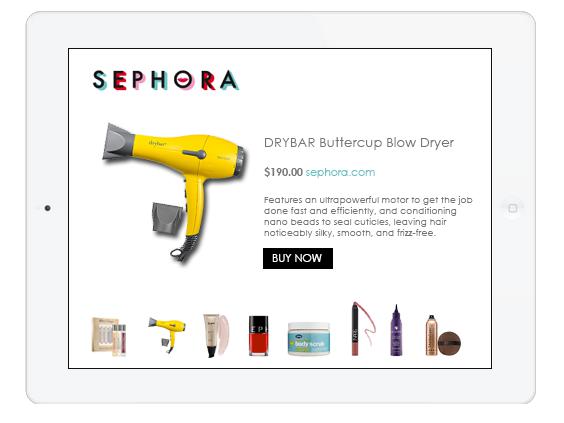 SEPHORA
drybar
DRYBAR Buttercup Blow Dryer
$190.00 sephora.com
Features an ultrapowerful motor to get the job
done fast and efficiently, and conditioning
nano beads to seal cuticles, leaving hair
noticeably silky, smooth, and frizz-free.
BUY NOW
SEPH
body scrub
NARS